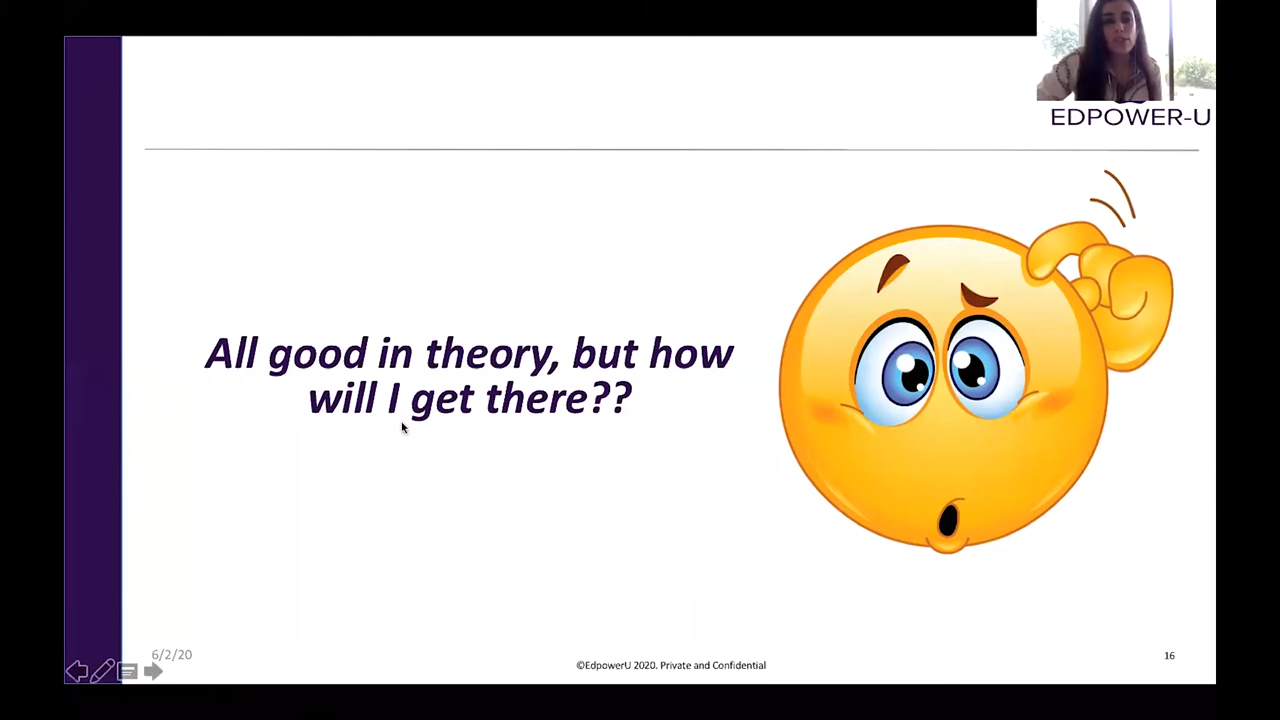 EDPOWER-U
All good in theory, but how
will I get there??
6/2/20
©EdpowerU 2020. Private and Confidential
16